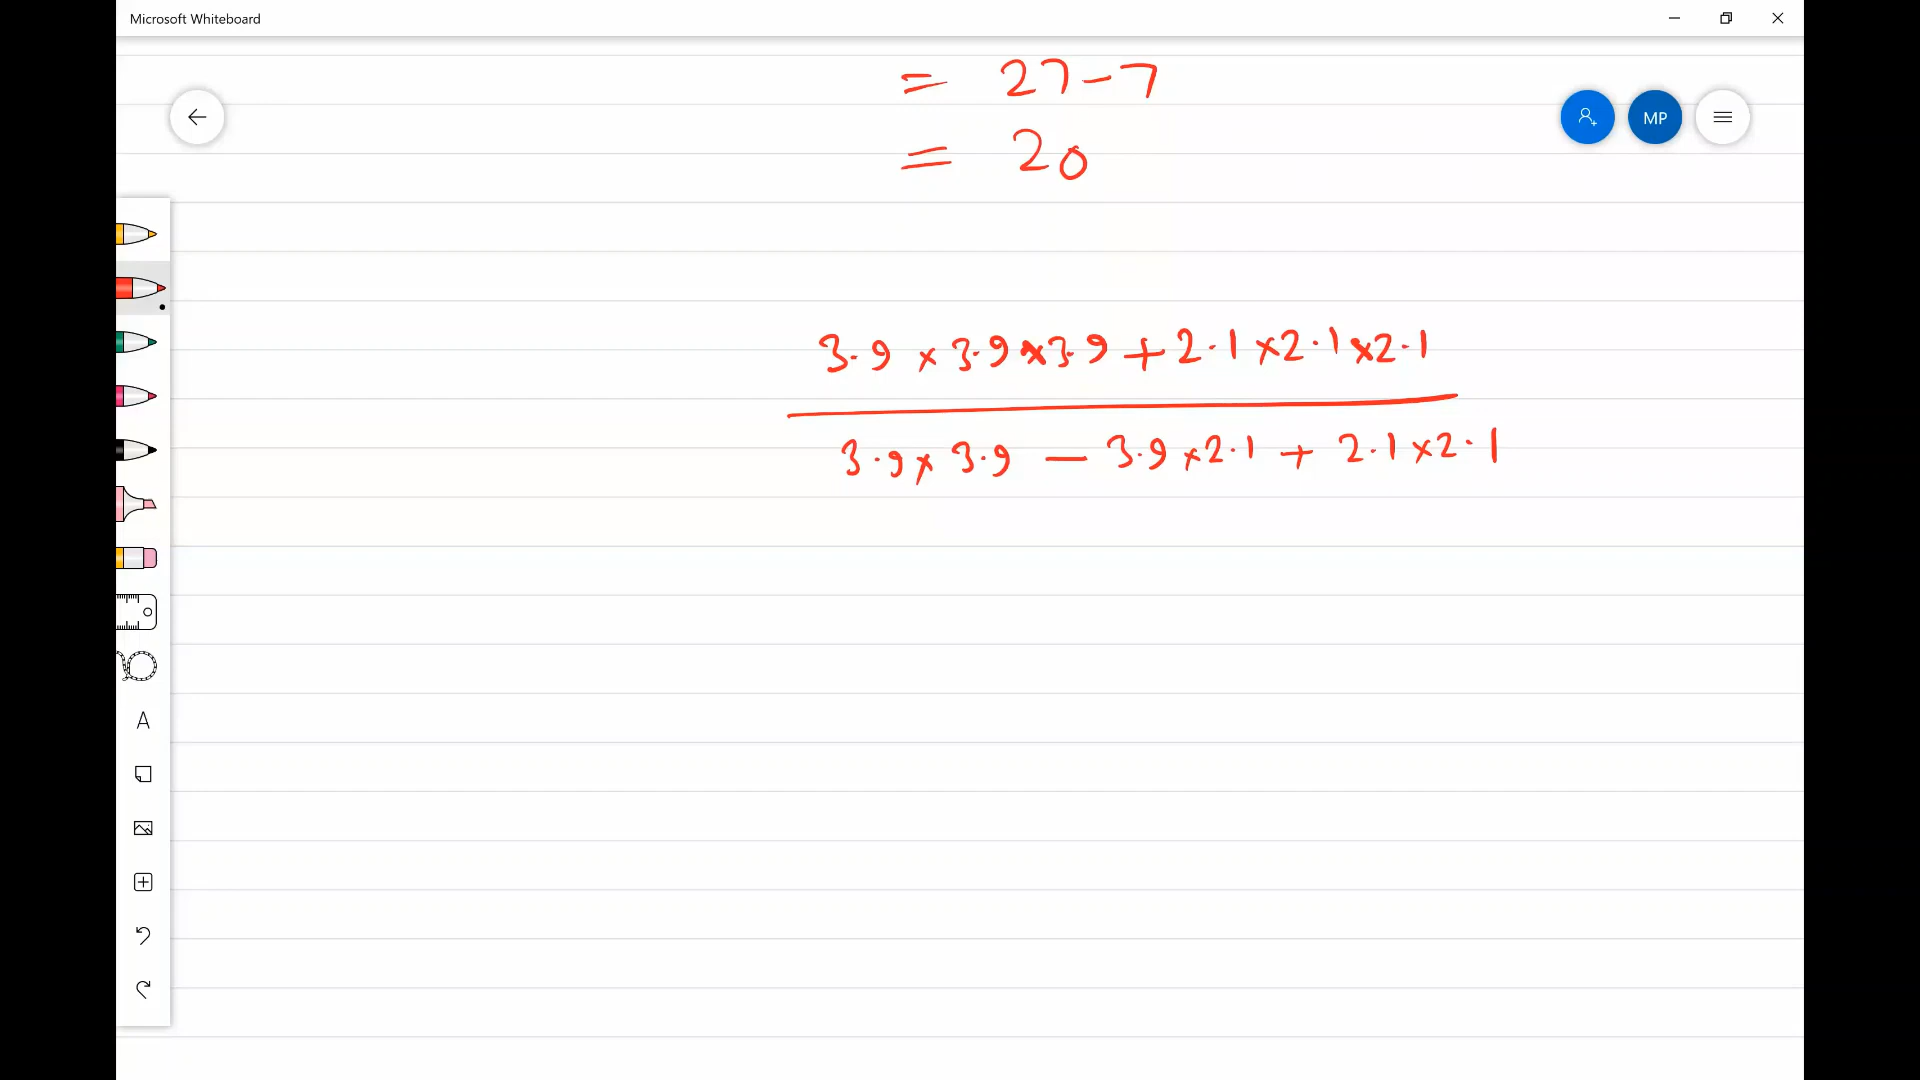 Microsoft Whiteboard
= 27-7
MP
= 20
3.9 × 3.9 × 3.9 + 2.1 × 2.1 × 2.1
3.9 × 3.9 - 3.9 × 2.1 + 2.1 × 2.1
A